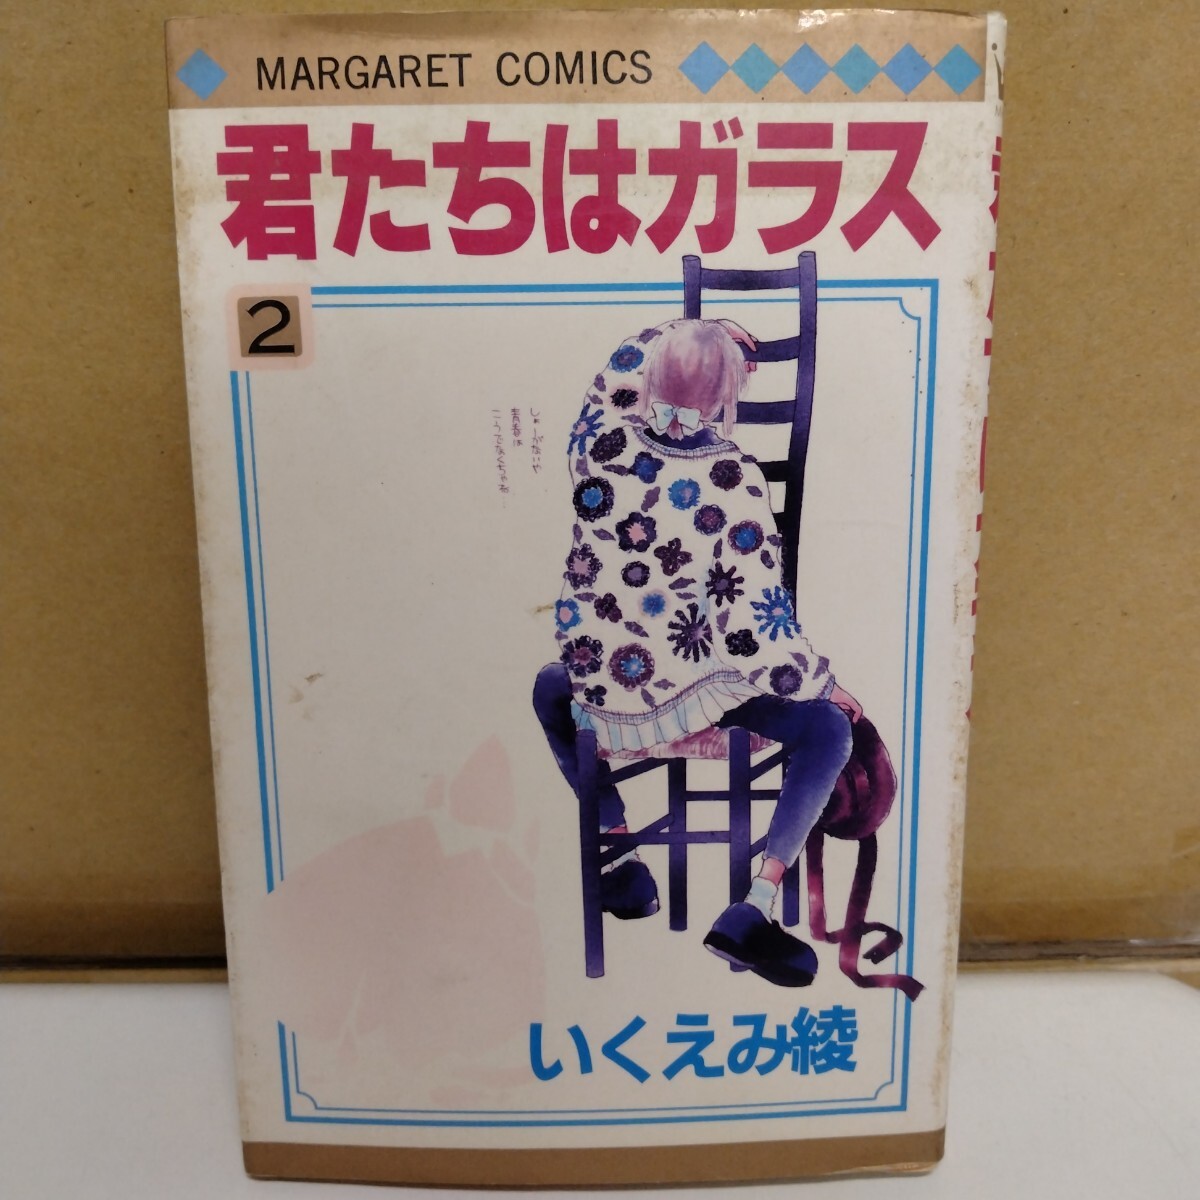 MARGARET COMICS
君たちはガラス
2
しょーがないや
青春は
こうでなくちゃな
いくえみ綾